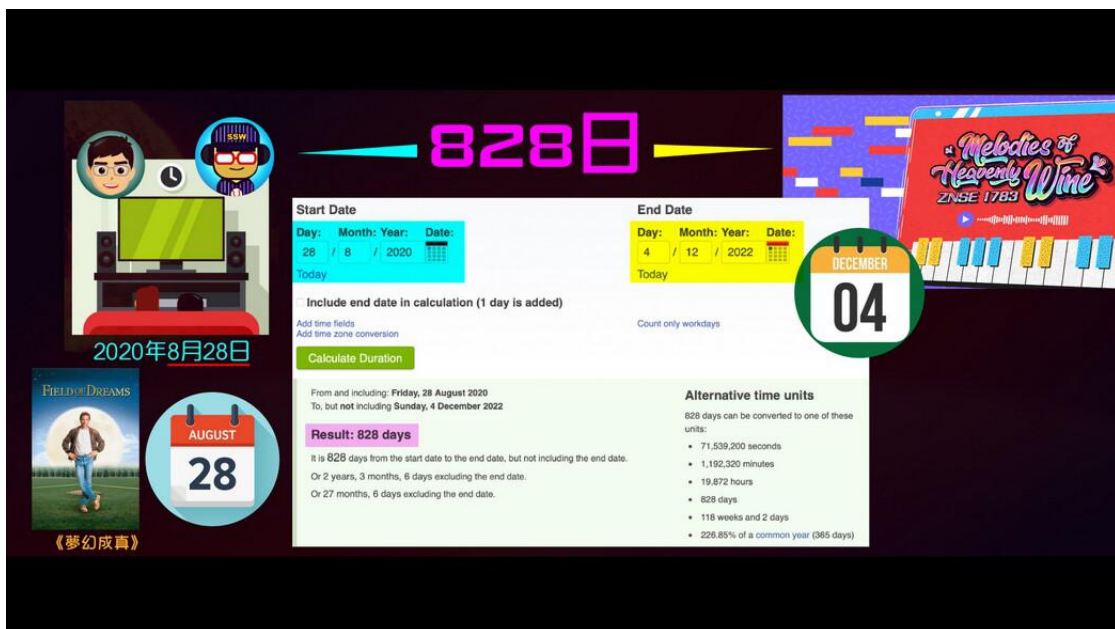 828日
SSW
Melodies of
Heavenly Wine
ZNSE 1783
Start Date
Day: Month: Year: Date:
28 / 8 / 2020
Today
End Date
Day: Month: Year: Date:
4 / 12 / 2022
Today
DECEMBER
04
Include end date in calculation (1 day is added)
Add time fields
Add time zone conversion
Count only workdays
Calculate Duration
2020年8月28日
From and including: Friday, 28 August 2020
To, but not including Sunday, 4 December 2022
Result: 828 days
It is 828 days from the start date to the end date, but not including the end date.
Or 2 years, 3 months, 6 days excluding the end date.
Or 27 months, 6 days excluding the end date.
Alternative time units
828 days can be converted to one of these
units:
• 71,539,200 seconds
• 1,192,320 minutes
• 19,872 hours
• 828 days
• 118 weeks and 2 days
• 226.85% of a common year (365 days)
FIELD OF DREAMS
AUGUST
28
《夢幻成真》